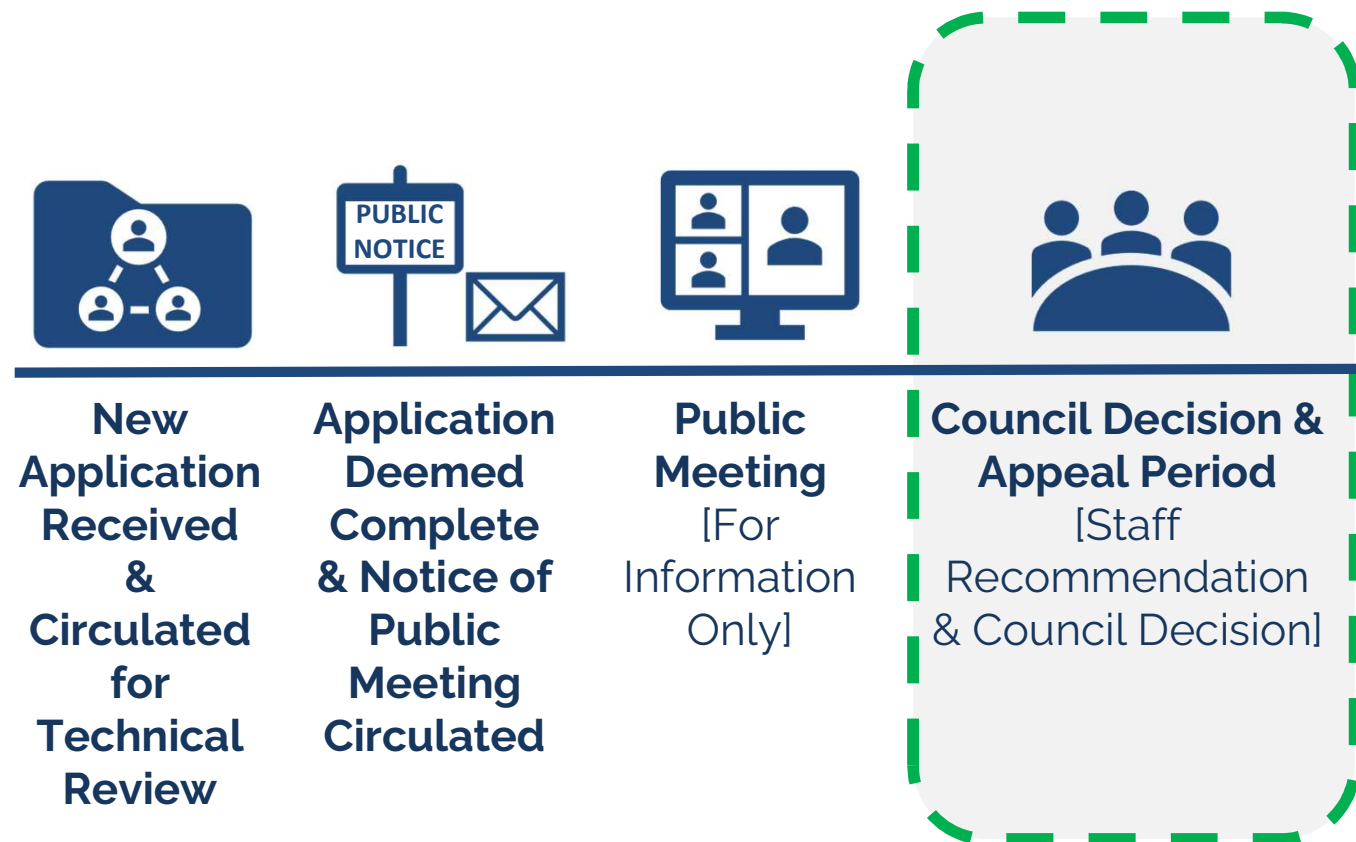 PUBLIC
NOTICE
New
Application
Received
&
Circulated
for
Technical
Review
Application
Deemed
Complete
& Notice of
Public
Meeting
Circulated
Public
Meeting
[For
Information
Only]
Council Decision &
Appeal Period
[Staff
Recommendation
& Council Decision]